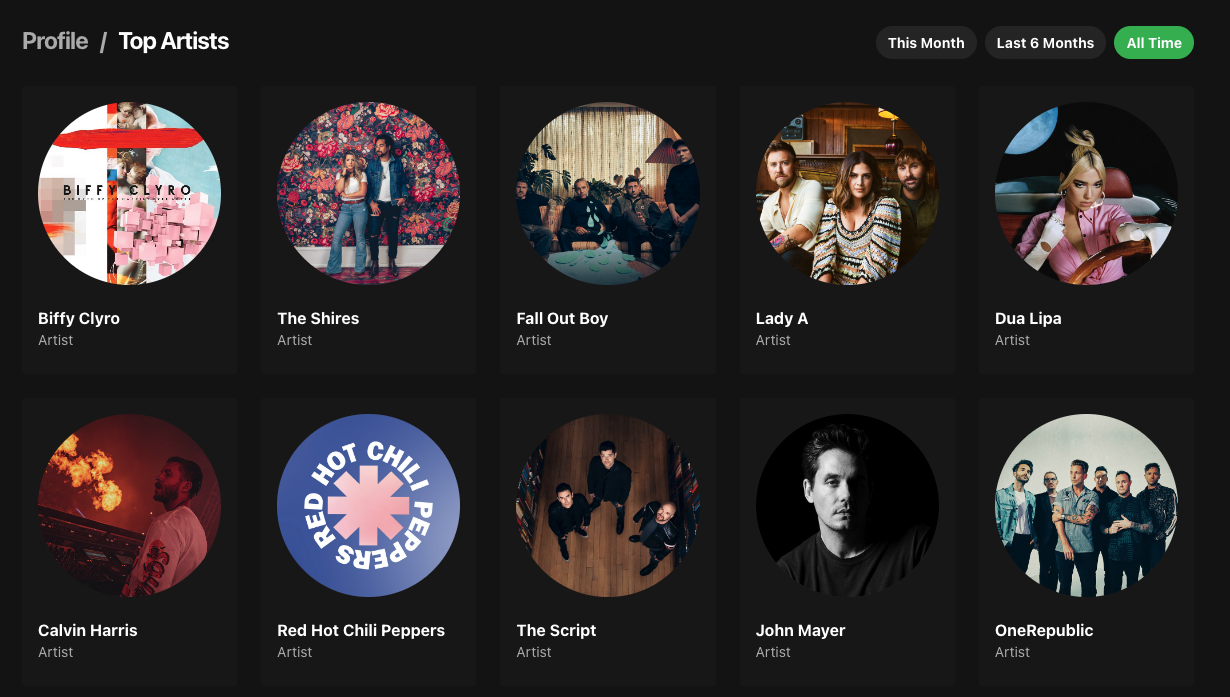 Profile / Top Artists
This Month
Last 6 Months
All Time
BIFFY CLYRO
Biffy Clyro
Artist
The Shires
Artist
Fall Out Boy
Artist
Lady A
Artist
Dua Lipa
Artist
RED HOT CHILI PEPPERS
Calvin Harris
Artist
Red Hot Chili Peppers
Artist
The Script
Artist
John Mayer
Artist
OneRepublic
Artist